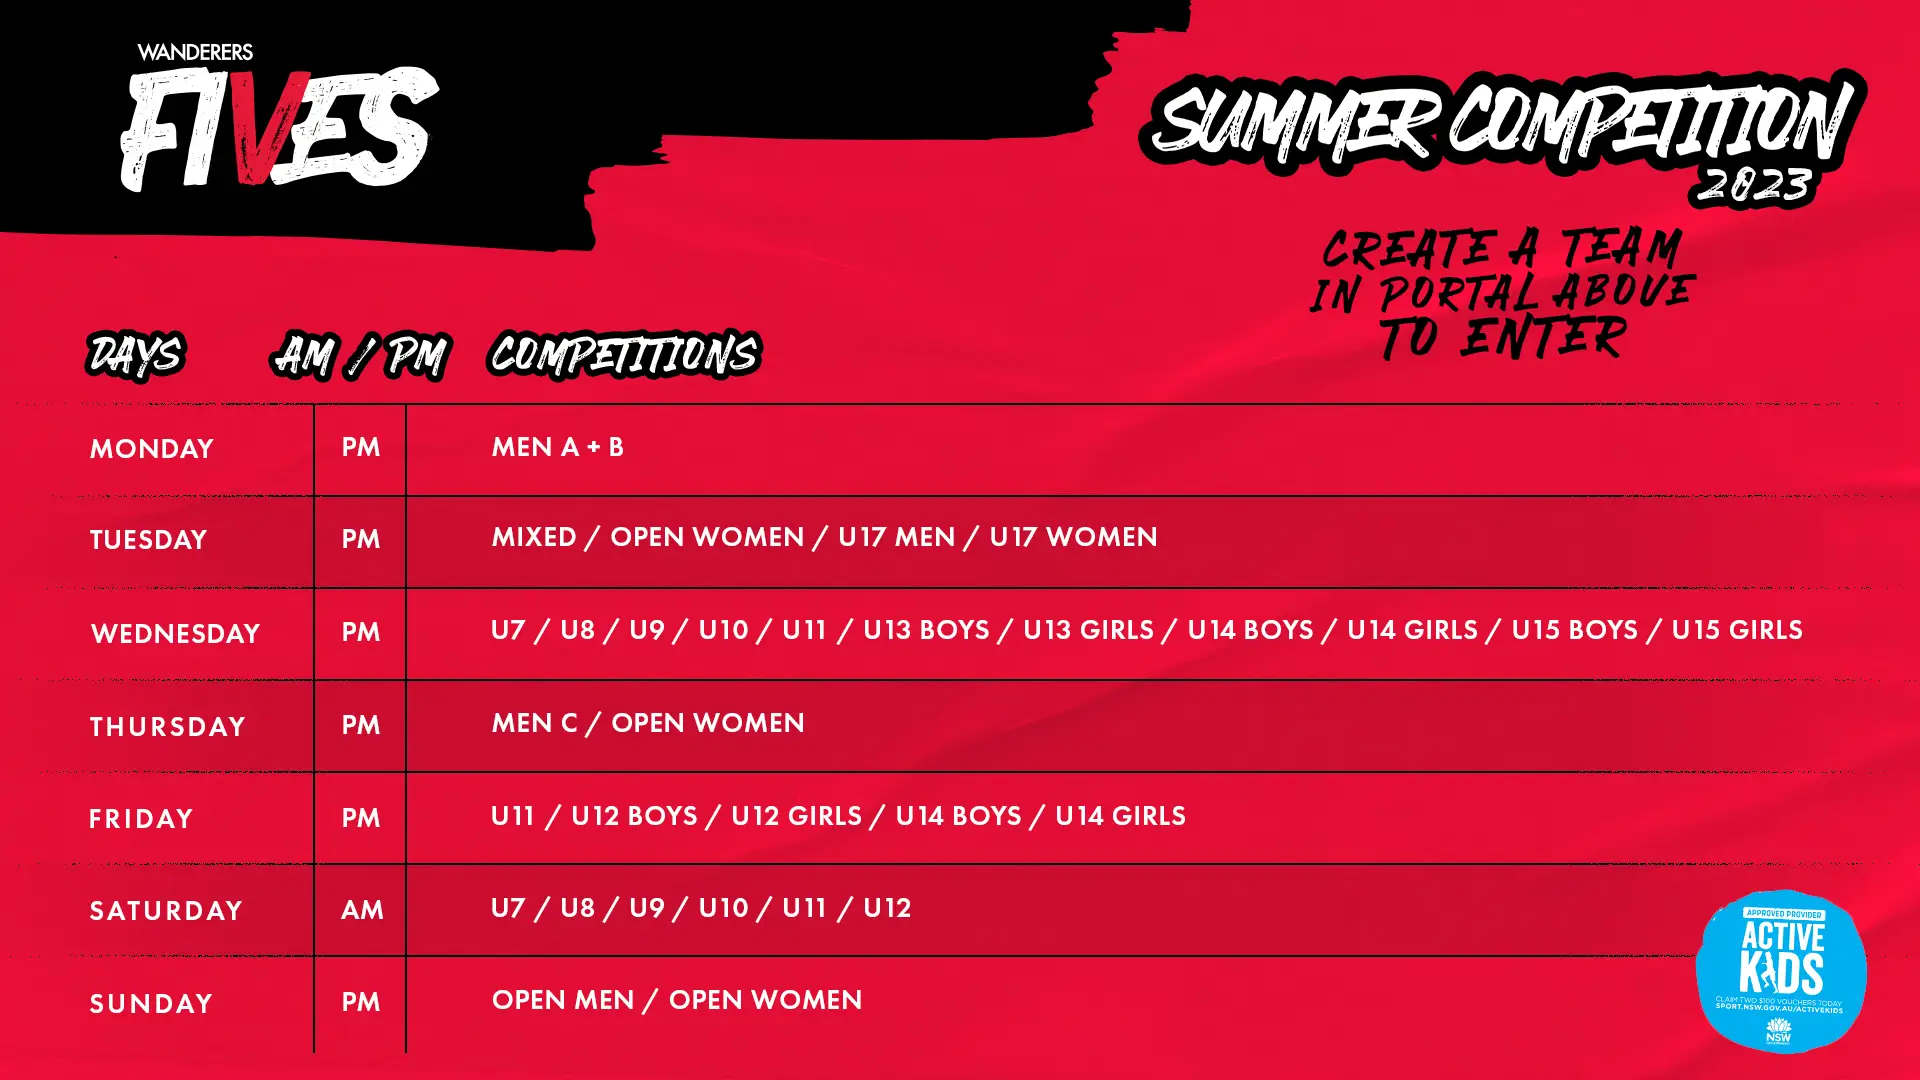 WANDERERS
FIVES
SUMMER COMPETITION
2023
CREATE A TEAM
IN PORTAL ABOVE
TO ENTER
DAYS AM / PM COMPETITIONS
MONDAY PM MEN A + B
TUESDAY PM MIXED / OPEN WOMEN / U17 MEN / U17 WOMEN
WEDNESDAY PM U7 / U8 / U9 / U10 / U11 / U13 BOYS / U13 GIRLS / U14 BOYS / U14 GIRLS / U15 BOYS / U15 GIRLS
THURSDAY PM MEN C / OPEN WOMEN
FRIDAY PM U11 / U12 BOYS / U12 GIRLS / U14 BOYS / U14 GIRLS
SATURDAY AM U7 / U8 / U9 / U10 / U11 / U12
SUNDAY PM OPEN MEN / OPEN WOMEN
APPROVED PROVIDER
ACTIVE
KIDS
CLAIM TWO $100 VOUCHERS TODAY
SPORT.NSW.GOV.AU/ACTIVEKIDS
NSW